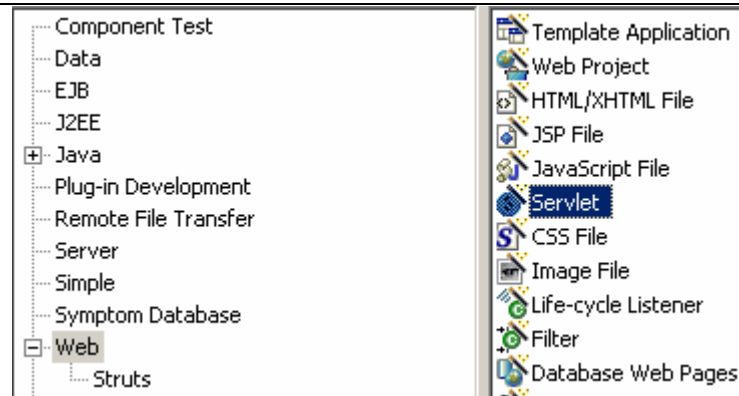 Component Test
Data
EJB
J2EE
Java
Plug-in Development
Remote File Transfer
Server
Simple
Symptom Database
Web
Struts
Template Application
Web Project
HTML/XHTML File
JSP File
JavaScript File
Servlet
CSS File
Image File
Life-cycle Listener
Filter
Database Web Pages